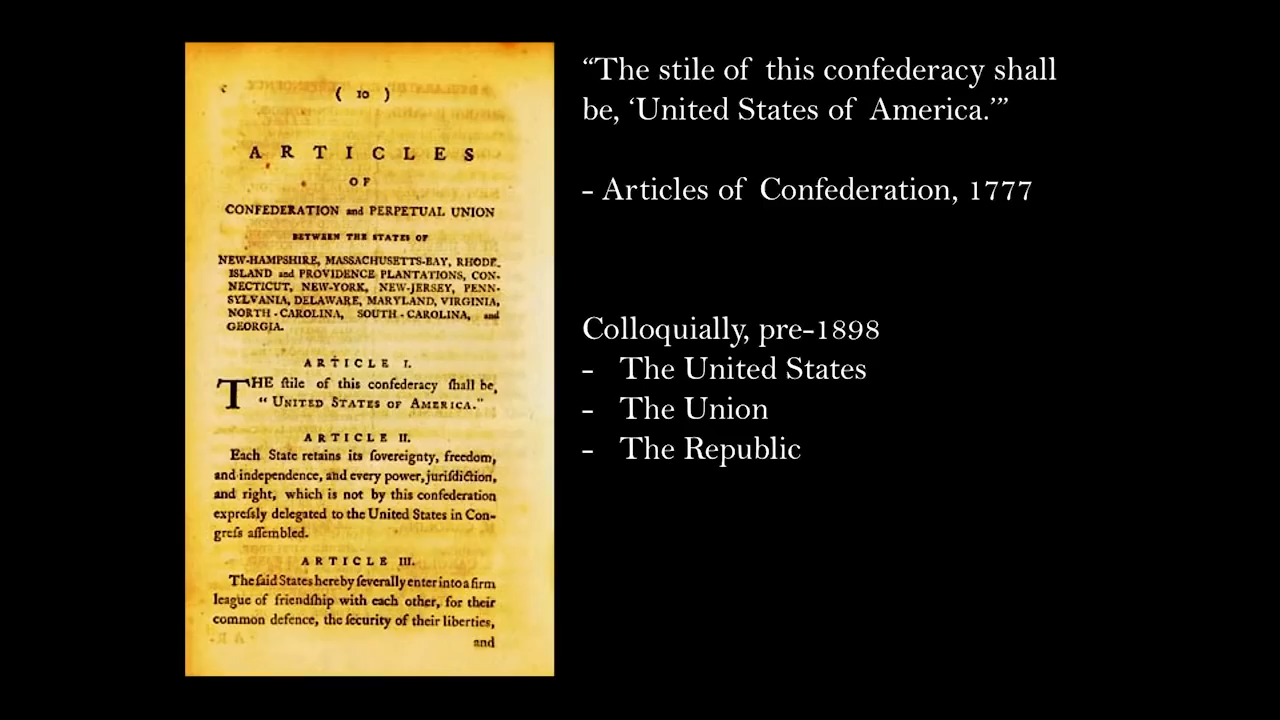 ( 10 )
ARTICLES
OF
CONFEDERATION and PERPETUAL UNION
BETWEEN THE STATES OF
NEW-HAMPSHIRE, MASSACHUSETTS-BAY, RHODE
ISLAND and PROVIDENCE PLANTATIONS, CON-
NECTICUT, NEW-YORK, NEW-JERSEY, PENN-
SYLVANIA, DELAWARE, MARYLAND, VIRGINIA,
NORTH-CAROLINA, SOUTH-CAROLINA, and
GEORGIA.
ARTICLE I.
THE ſtile of this confederacy ſhall be,
“ UNITED STATES OF AMERICA.”
ARTICLE II.
Each State retains its ſovereignty, freedom,
and independence, and every power, juriſdiction,
and right, which is not by this confederation
expreſsly delegated to the United States in Con-
greſs aſſembled.
ARTICLE III.
The ſaid States hereby ſeverally enter into a firm
league of friendſhip with each other, for their
common defence, the ſecurity of their liberties,
and
“The stile of this confederacy shall
be, ‘United States of America.’”
- Articles of Confederation, 1777
Colloquially, pre-1898
- The United States
- The Union
- The Republic